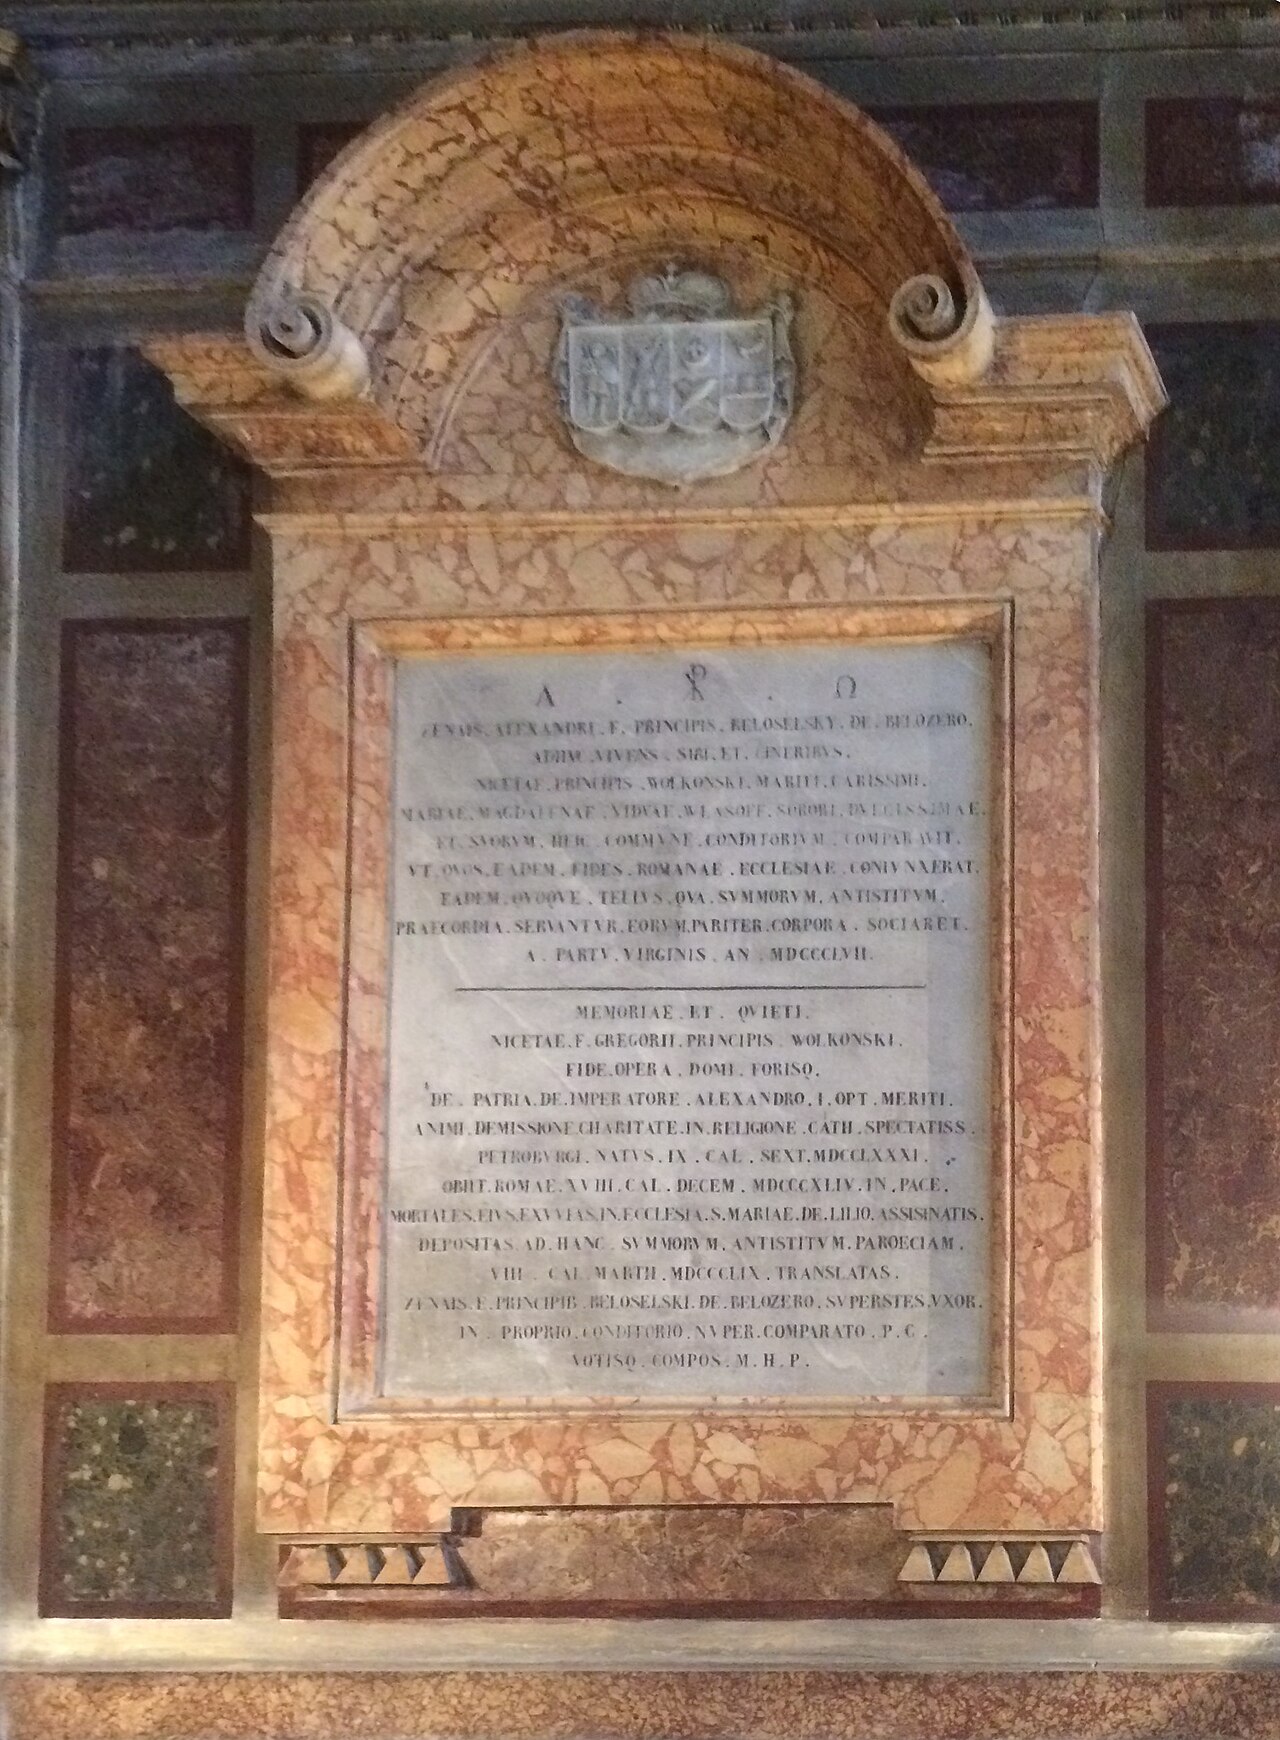 Α . ☧ . Ω
ZENAIS . ALEXANDRI . F . PRINCIPIS . BELOSELSKY . DE . BELOZERO .
ADHUC . VIVENS . SIBI . ET . CINERIBVS .
NICETAE . PRINCIPIS . WOLKONSKI . MARITI . CARISSIMI .
MARIAE . MAGDALENAE . VIDVAE . WLASOFF . SORORI . DVLCISSIMAE .
ET . SVORVM . HEIC . COMMVNE . CONDITORIVM . COMPARAVIT .
VT . QVOS . EADEM . FIDES . ROMANAE . ECCLESIAE . CONIVNXERAT .
EADEM . QVOQVE . TELLVS . QVA . SVMMORVM . ANTISTITVM .
PRAECORDIA . SERVANTVR . EORVM . PARITER . CORPORA . SOCIARET .
A . PARTV . VIRGINIS . AN . MDCCCLVII .
MEMORIAE . ET . QVIETI .
NICETAE . F . GREGORII . PRINCIPIS . WOLKONSKI .
FIDE . OPERA . DOMI . FORISQ .
DE . PATRIA . DE . IMPERATORE . ALEXANDRO . I . OPT . MERITI .
ANIMI . DEMISSIONE . CHARITATE . IN . RELIGIONE . CATH . SPECTATISS .
PETROBVRGI . NATVS . IX . CAL . SEXT . MDCCLXXXI .
OBIIT . ROMAE . XVIII . CAL . DECEM . MDCCCXLIV . IN . PACE .
MORTALES . EIVS . EXVVIAS . IN . ECCLESIA . S . MARIAE . DE . LILIO . ASSISINATIS .
DEPOSITAS . AD . HANC . SVMMORVM . ANTISTITVM . PAROECIAM .
VIII . CAL . MARTII . MDCCCLIX . TRANSLATAS .
ZENAIS . F . PRINCIPIS . BELOSELSKI . DE . BELOZERO . SVPERSTES . VXOR .
IN . PROPRIO . CONDITORIO . NVPER . COMPARATO . P . C .
VOTISQ . COMPOS . M . H . P .